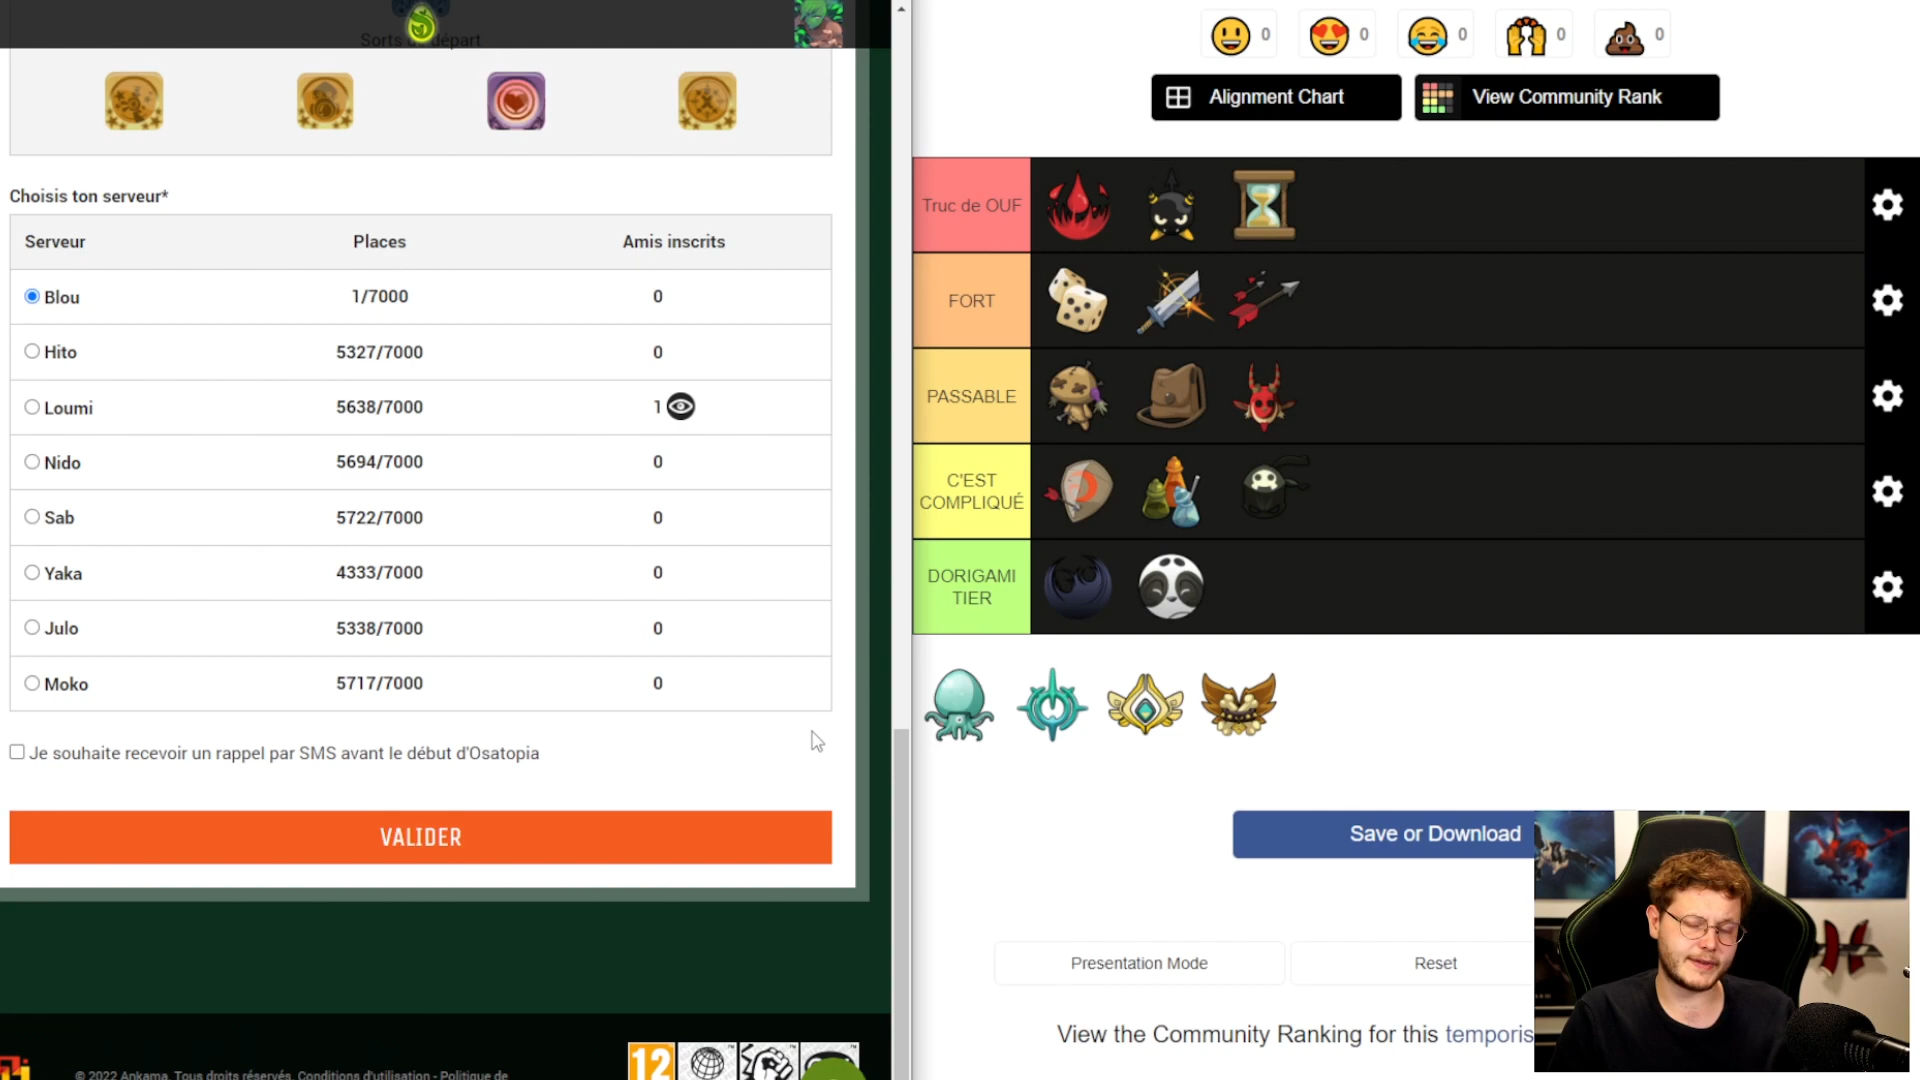 Sorts de départ
Choisis ton serveur*
Serveur Places Amis inscrits
Blou 1/7000 0
Hito 5327/7000 0
Loumi 5638/7000 1
Nido 5694/7000 0
Sab 5722/7000 0
Yaka 4333/7000 0
Julo 5338/7000 0
Moko 5717/7000 0
Je souhaite recevoir un rappel par SMS avant le début d'Osatopia
VALIDER
12
© 2022 Ankama. Tous droits réservés. Conditions d'utilisation - Politique de
0 0 0 0 0
Alignment Chart View Community Rank
Truc de OUF
FORT
PASSABLE
C'EST
COMPLIQUÉ
DORIGAMI
TIER
Save or Download
Presentation Mode Reset
View the Community Ranking for this temporis